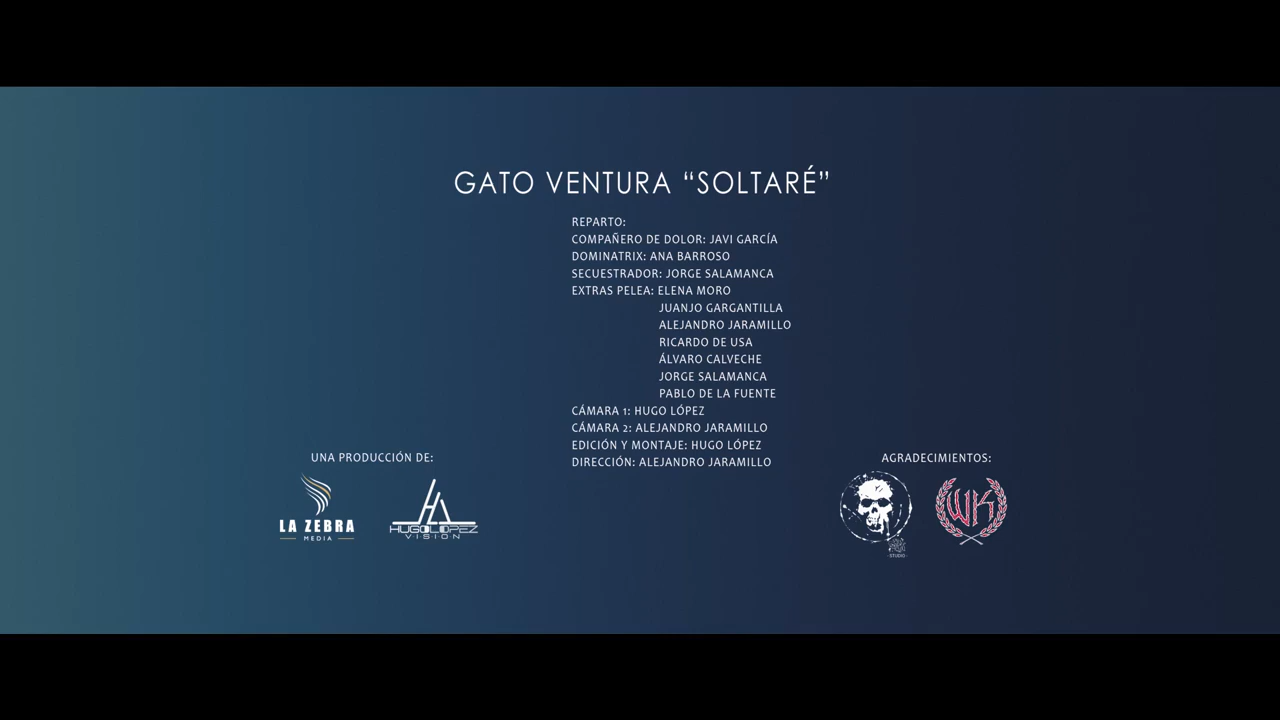 GATO VENTURA “SOLTARÉ”
REPARTO:
COMPAÑERO DE DOLOR: JAVI GARCÍA
DOMINATRIX: ANA BARROSO
SECUESTRADOR: JORGE SALAMANCA
EXTRAS PELEA: ELENA MORO
JUANJO GARGANTILLA
ALEJANDRO JARAMILLO
RICARDO DE USA
ÁLVARO CALVECHE
JORGE SALAMANCA
PABLO DE LA FUENTE
CÁMARA 1: HUGO LÓPEZ
CÁMARA 2: ALEJANDRO JARAMILLO
EDICIÓN Y MONTAJE: HUGO LÓPEZ
DIRECCIÓN: ALEJANDRO JARAMILLO
UNA PRODUCCIÓN DE:
LA ZEBRA
MEDIA
HUGOLOPEZ
VISION
AGRADECIMIENTOS:
- STUDIO -
WK